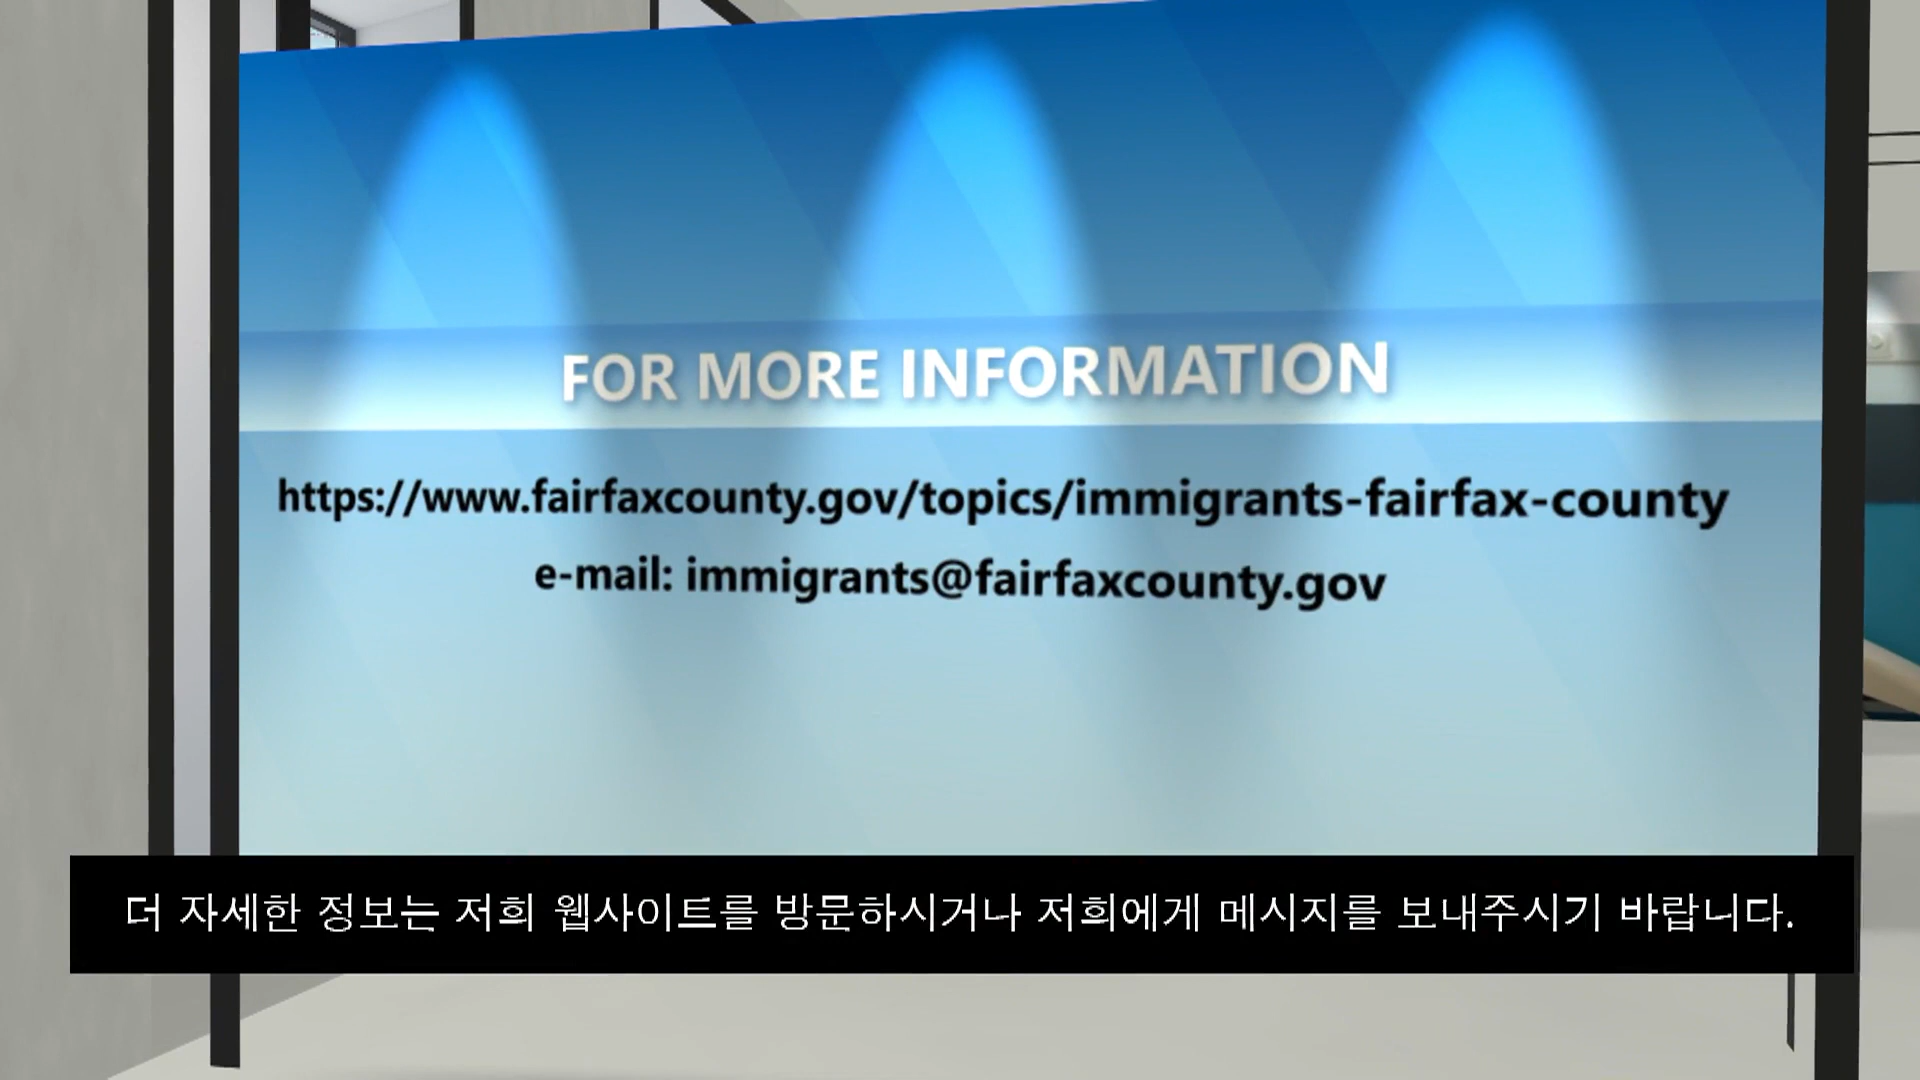 FOR MORE INFORMATION
https://www.fairfaxcounty.gov/topics/immigrants-fairfax-county
e-mail: immigrants@fairfaxcounty.gov
더 자세한 정보는 저희 웹사이트를 방문하시거나 저희에게 메시지를 보내주시기 바랍니다.